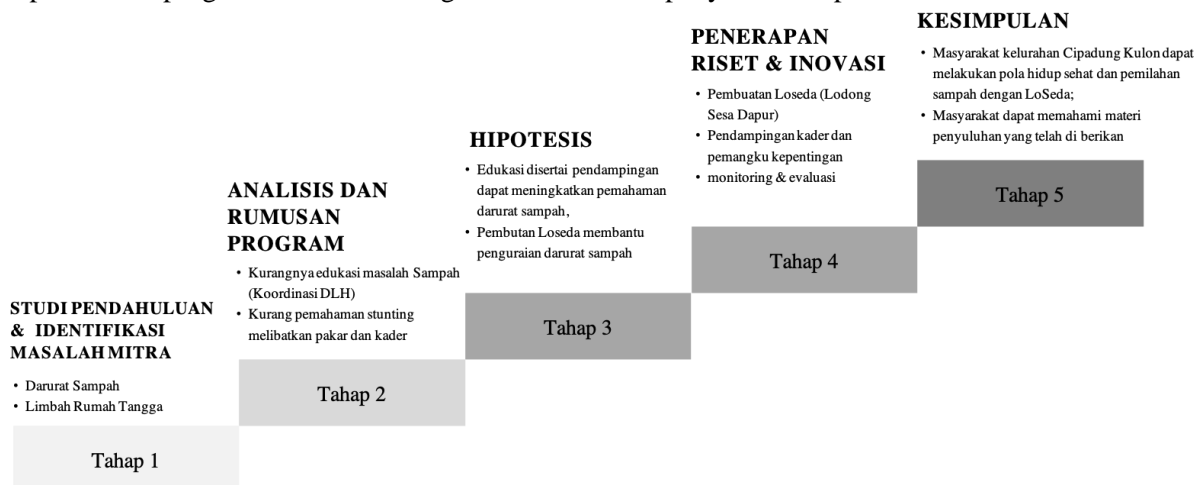 STUDI PENDAHULUAN
& IDENTIFIKASI
MASALAH MITRA
• Darurat Sampah
• Limbah Rumah Tangga
Tahap 1
ANALISIS DAN
RUMUSAN
PROGRAM
• Kurangnya edukasi masalah Sampah
(Koordinasi DLH)
• Kurang pemahaman stunting
melibatkan pakar dan kader
Tahap 2
HIPOTESIS
• Edukasi disertai pendampingan
dapat meningkatkan pemahaman
darurat sampah,
• Pembutan Loseda membantu
penguraian darurat sampah
Tahap 3
PENERAPAN
RISET & INOVASI
• Pembuatan Loseda (Lodong
Sesa Dapur)
• Pendampingan kader dan
pemangku kepentingan
• monitoring & evaluasi
Tahap 4
KESIMPULAN
• Masyarakat kelurahan Cipadung Kulon dapat
melakukan pola hidup sehat dan pemilahan
sampah dengan LoSeda;
• Masyarakat dapat memahami materi
penyuluhan yang telah di berikan
Tahap 5